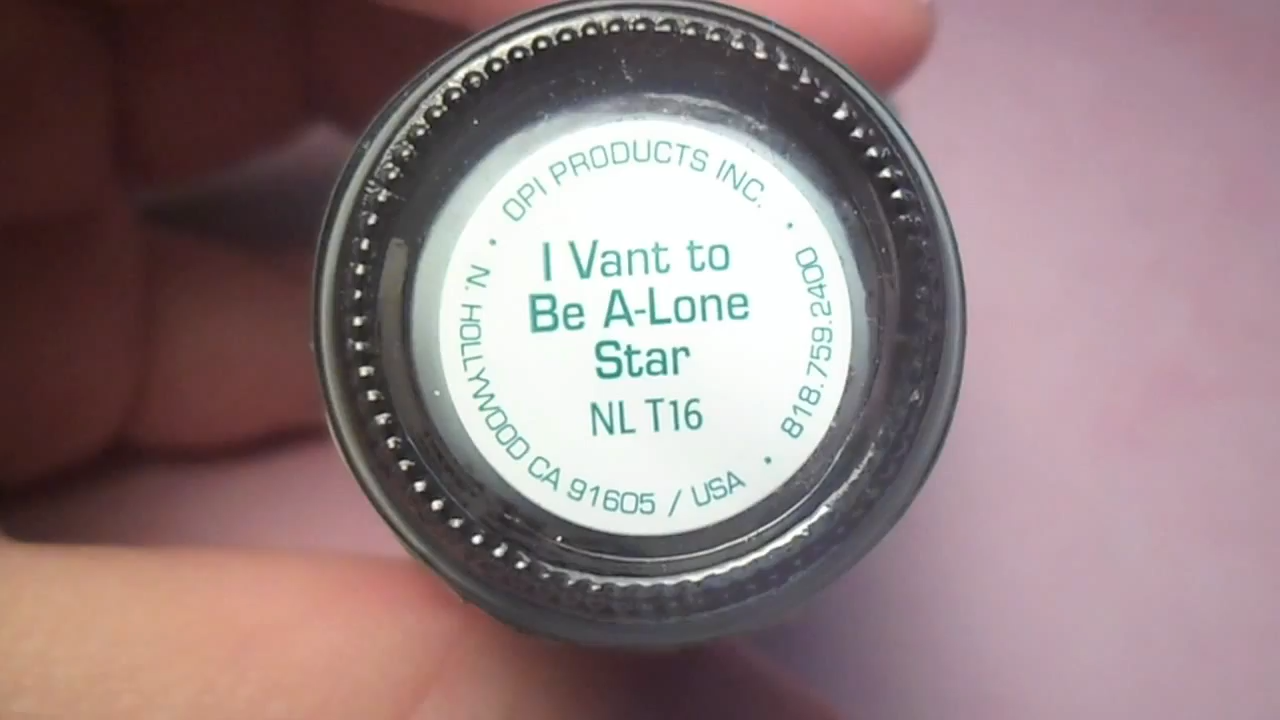 OPI PRODUCTS INC. •
818.759.2400 •
N. HOLLYWOOD CA 91605 / USA •
I Vant to
Be A-Lone
Star
NL T16